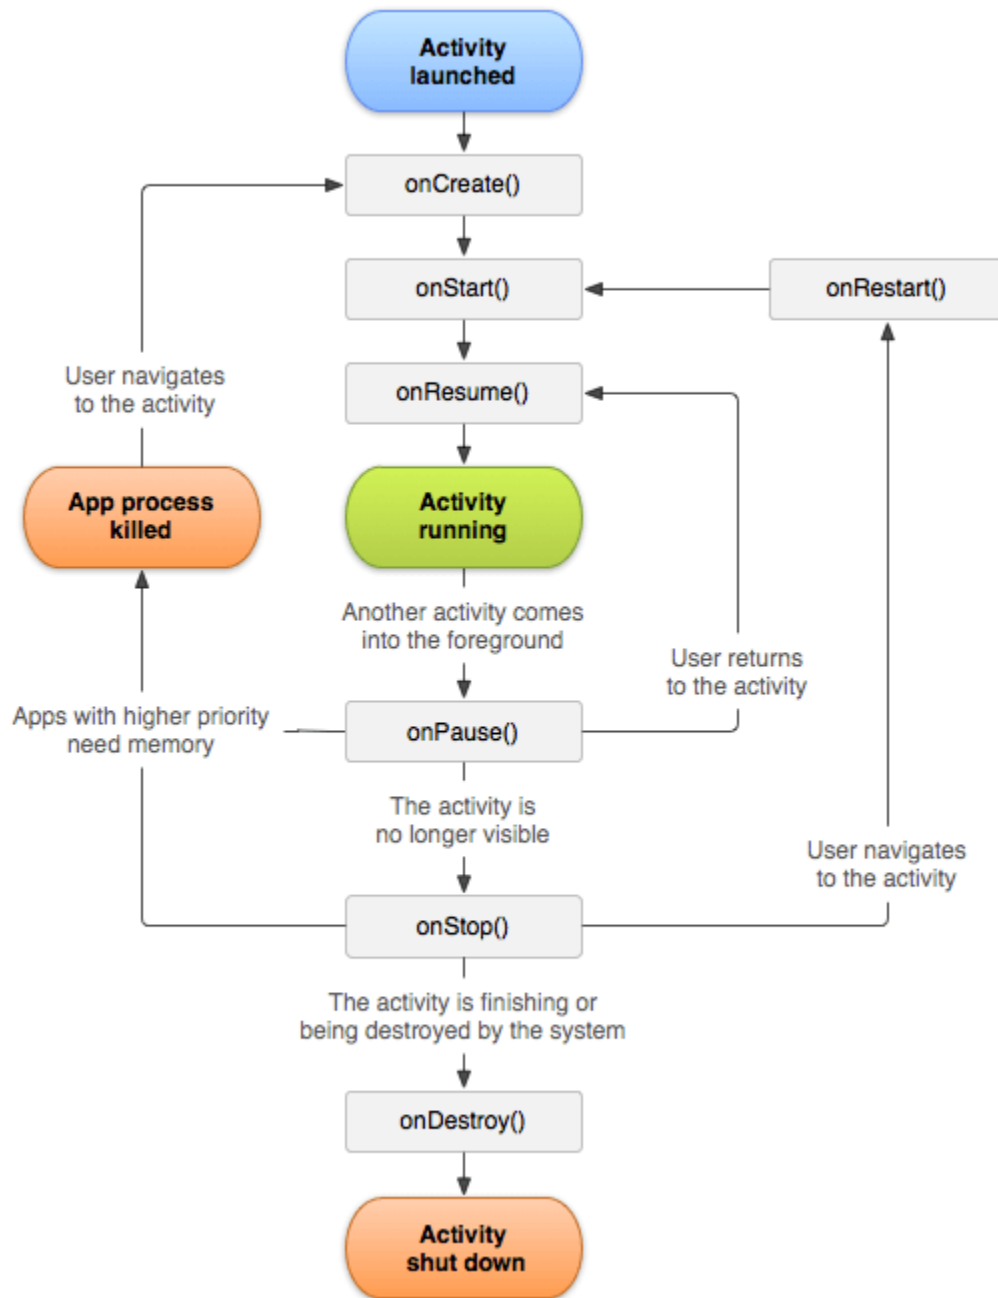 Activity
launched
onCreate()
onStart()
onRestart()
onResume()
User navigates
to the activity
App process
killed
Activity
running
Another activity comes
into the foreground
User returns
to the activity
Apps with higher priority
need memory
onPause()
The activity is
no longer visible
User navigates
to the activity
onStop()
The activity is finishing or
being destroyed by the system
onDestroy()
Activity
shut down